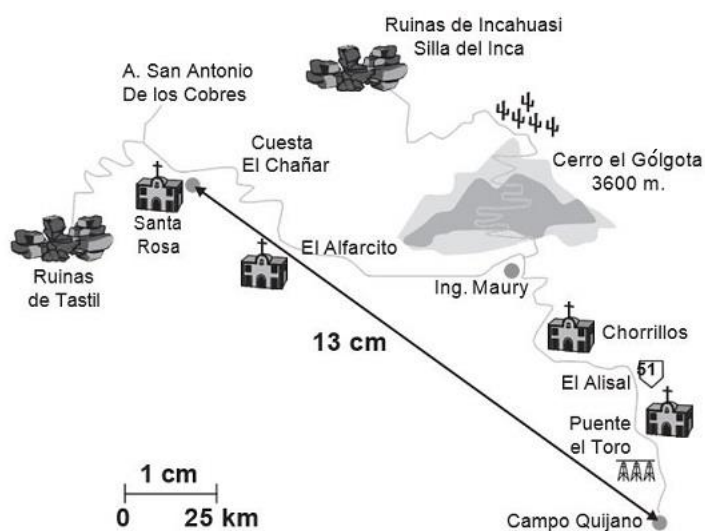 Ruinas de Incahuasi
Silla del Inca
A. San Antonio
De los Cobres
Cuesta
El Chañar
Cerro el Gólgota
3600 m.
Santa
Rosa
El Alfarcito
Ruinas
de Tastil
Ing. Maury
13 cm
Chorrillos
51
El Alisal
Puente
el Toro
1 cm
0 25 km
Campo Quijano